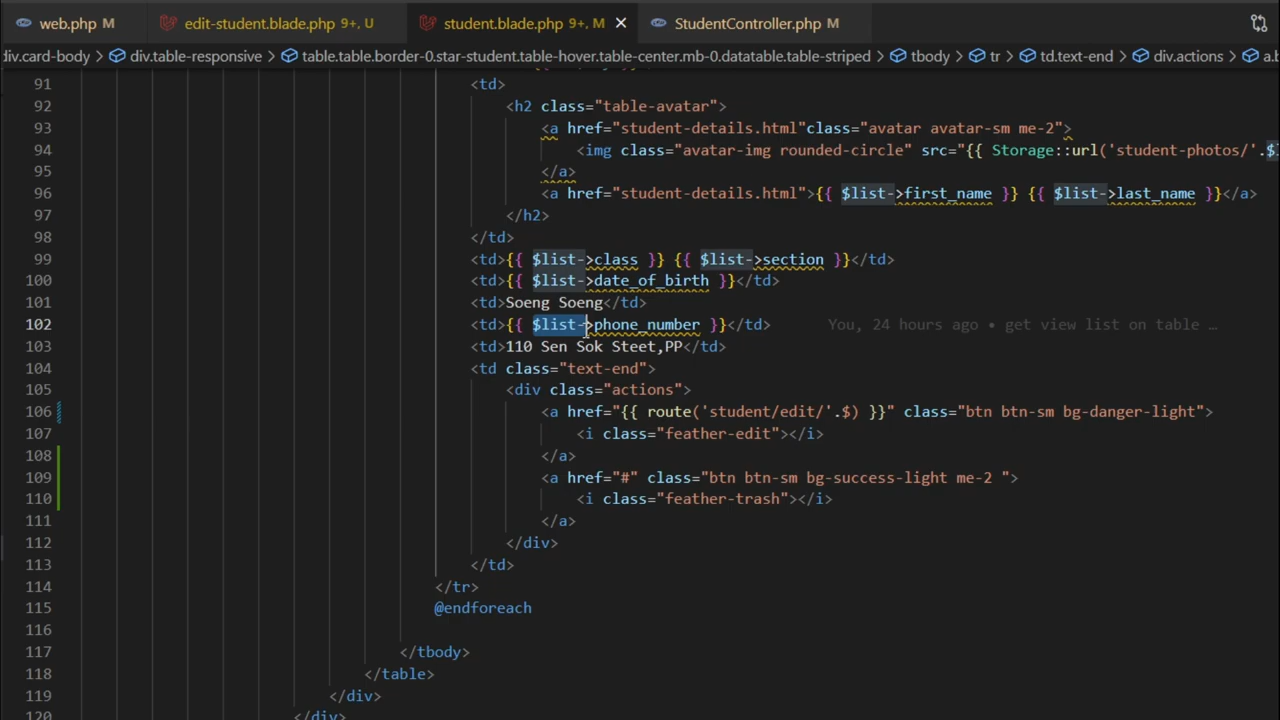 web.php M edit-student.blade.php 9+, U student.blade.php 9+, M StudentController.php M
div.card-body div.table-responsive table.table.border-0.star-student.table-hover.table-center.mb-0.datatable.table-striped tbody tr td.text-end div.actions
91 <td>
92 <h2 class="table-avatar">
93 <a href="student-details.html"class="avatar avatar-sm me-2">
94 <img class="avatar-img rounded-circle" src="{{ Storage::url('student-photos/'.
95 </a>
96 <a href="student-details.html">{{ $list->first_name }} {{ $list->last_name }}</a>
97 </h2>
98 </td>
99 <td>{{ $list->class }} {{ $list->section }}</td>
100 <td>{{ $list->date_of_birth }}</td>
101 <td>Soeng Soeng</td>
102 <td>{{ $list->phone_number }}</td> You, 24 hours ago • get view list on table …
103 <td>110 Sen Sok Steet,PP</td>
104 <td class="text-end">
105 <div class="actions">
106 <a href="{{ route('student/edit/'.$) }}" class="btn btn-sm bg-danger-light">
107 <i class="feather-edit"></i>
108 </a>
109 <a href="#" class="btn btn-sm bg-success-light me-2 ">
110 <i class="feather-trash"></i>
111 </a>
112 </div>
113 </td>
114 </tr>
115 @endforeach
116
117 </tbody>
118 </table>
119 </div>
120 </div>